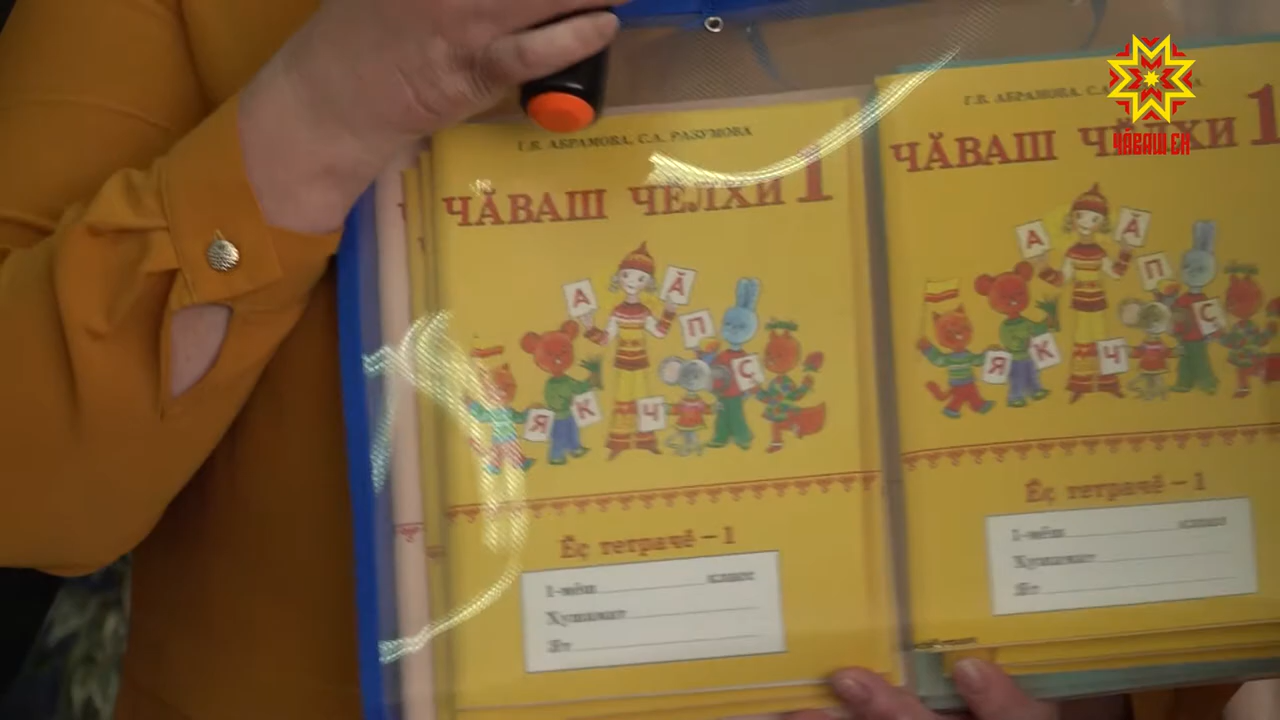 Г.В. АБРАМОВА, С.А. РАЗУМОВА
ЧӐВАШ ЧӖЛХИ 1
А
Ӑ
П
Ҫ
Я
К
Ч
Ӗҫ тетрачӗ – 1
1-мӗш класс
Хушамат
Ят
Г.В. АБРАМОВА, С.А.
ЧӐВАШ ЧӖЛХИ 1
А
Ӑ
П
Ҫ
Я
К
Ч
Ӗҫ тетрачӗ – 1
1-мӗш класс
Хушамат
Ят
ЧӐВАШ ЕН